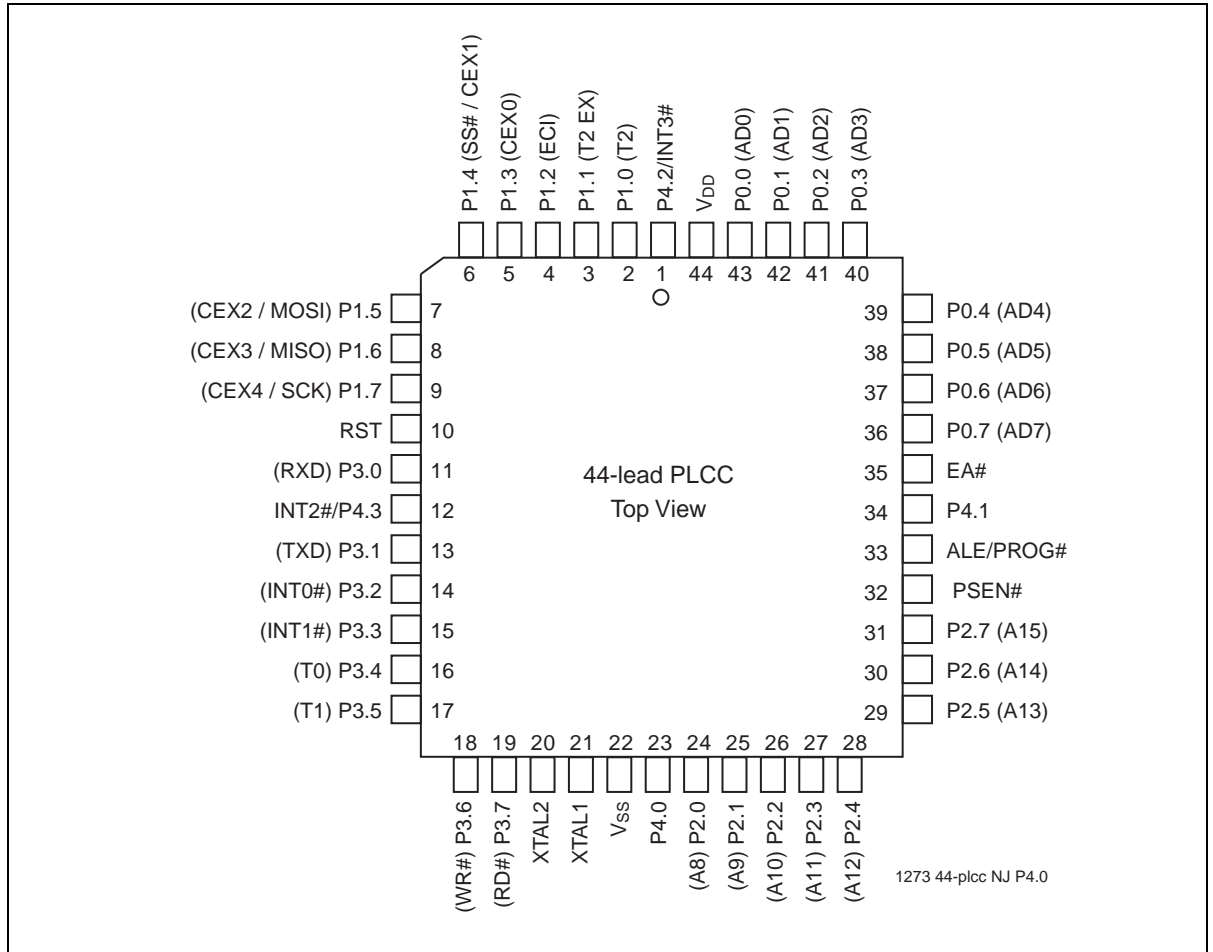 P1.4 (SS# / CEX1)
P1.3 (CEX0)
P1.2 (ECI)
P1.1 (T2 EX)
P1.0 (T2)
P4.2/INT3#
VDD
P0.0 (AD0)
P0.1 (AD1)
P0.2 (AD2)
P0.3 (AD3)
6 5 4 3 2 1 44 43 42 41 40
(CEX2 / MOSI) P1.5 7
(CEX3 / MISO) P1.6 8
(CEX4 / SCK) P1.7 9
RST 10
(RXD) P3.0 11
INT2#/P4.3 12
(TXD) P3.1 13
(INT0#) P3.2 14
(INT1#) P3.3 15
(T0) P3.4 16
(T1) P3.5 17
44-lead PLCC
Top View
39 P0.4 (AD4)
38 P0.5 (AD5)
37 P0.6 (AD6)
36 P0.7 (AD7)
35 EA#
34 P4.1
33 ALE/PROG#
32 PSEN#
31 P2.7 (A15)
30 P2.6 (A14)
29 P2.5 (A13)
18 19 20 21 22 23 24 25 26 27 28
(WR#) P3.6
(RD#) P3.7
XTAL2
XTAL1
VSS
P4.0
(A8) P2.0
(A9) P2.1
(A10) P2.2
(A11) P2.3
(A12) P2.4
1273 44-plcc NJ P4.0